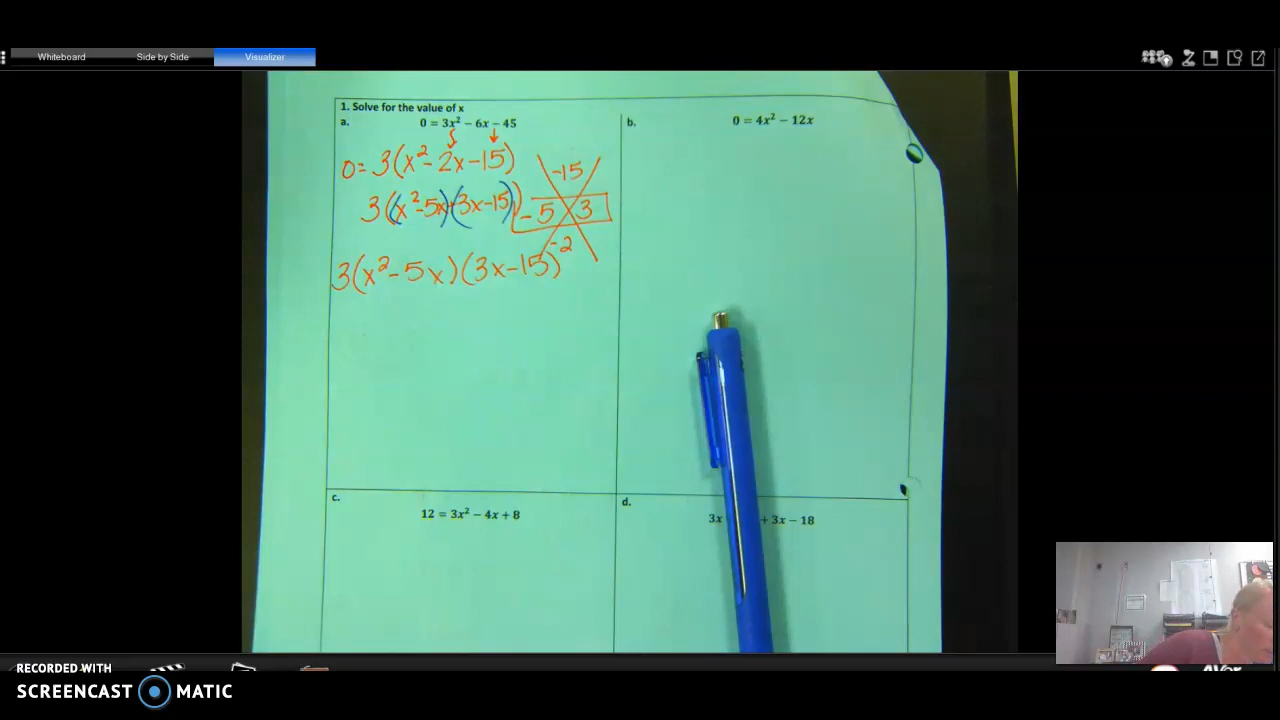 Whiteboard Side by Side Visualizer
1. Solve for the value of x
a. 0 = 3x² − 6x − 45
0 = 3(x² - 2x - 15)
3((x² - 5x)+(3x - 15))
-15
-5 3
-2
3(x² - 5x)(3x - 15)
b. 0 = 4x² − 12x
c. 12 = 3x² − 4x + 8
d. 3x + 3x − 18
RECORDED WITH
SCREENCAST MATIC